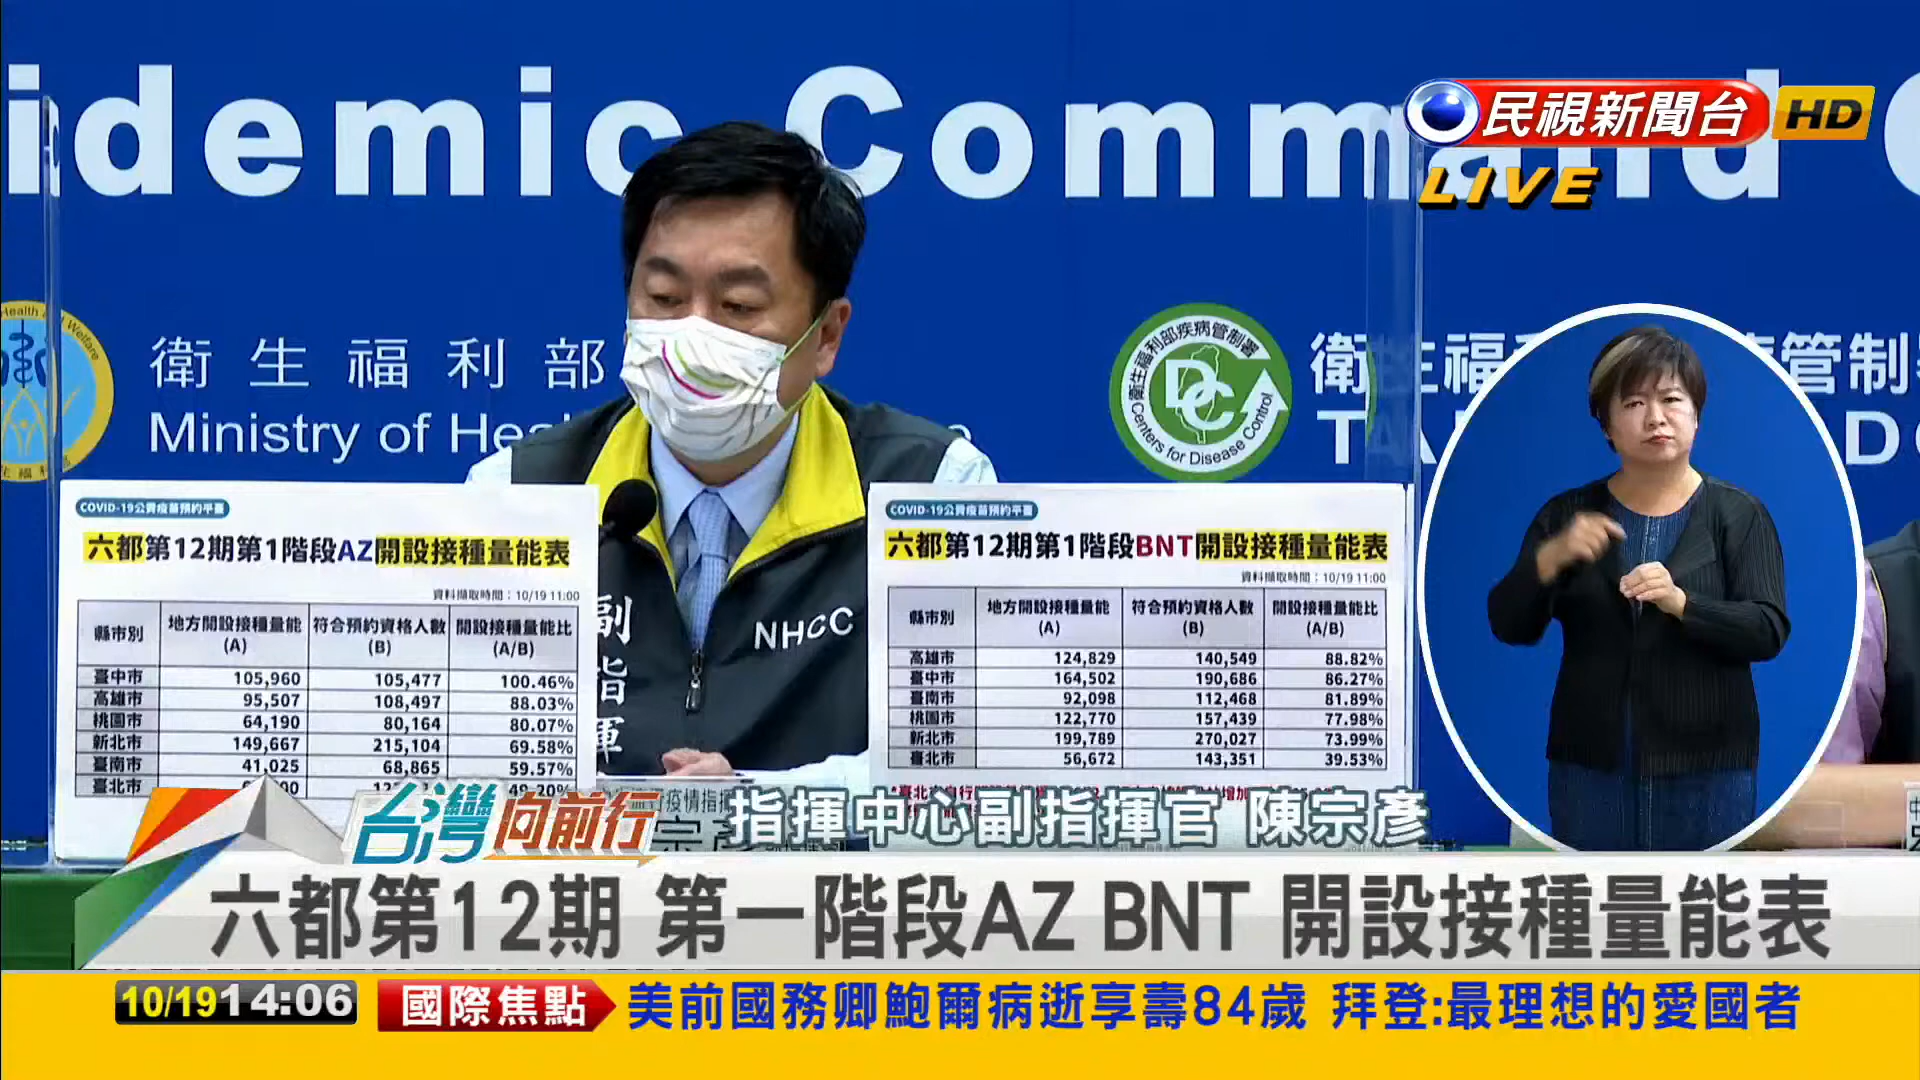 idemic Command C
民視新聞台 HD
LIVE
Health and Welfare
衛生福利部
Ministry of Hea
衛生福利部疾病管制署
CDC
Centers for Disease Control
衛生福 管制
COVID-19公費疫苗預約平臺
六都第12期第1階段AZ開設接種量能表
資料擷取時間：10/19 11:00
縣市別 地方開設接種量能(A) 符合預約資格人數(B) 開設接種量能比(A/B)
臺中市 105,960 105,477 100.46%
高雄市 95,507 108,497 88.03%
桃園市 64,190 80,164 80.07%
新北市 149,667 215,104 69.58%
臺南市 41,025 68,865 59.57%
臺北市 49.20%
COVID-19公費疫苗預約平臺
六都第12期第1階段BNT開設接種量能表
資料擷取時間：10/19 11:00
縣市別 地方開設接種量能(A) 符合預約資格人數(B) 開設接種量能比(A/B)
高雄市 124,829 140,549 88.82%
臺中市 164,502 190,686 86.27%
臺南市 92,098 112,468 81.89%
桃園市 122,770 157,439 77.98%
新北市 199,789 270,027 73.99%
臺北市 56,672 143,351 39.53%
副指揮
NHCC
台灣向前行
指揮中心副指揮官 陳宗彥
六都第12期 第一階段AZ BNT 開設接種量能表
10/19 14:06 國際焦點 美前國務卿鮑爾病逝享壽84歲 拜登:最理想的愛國者